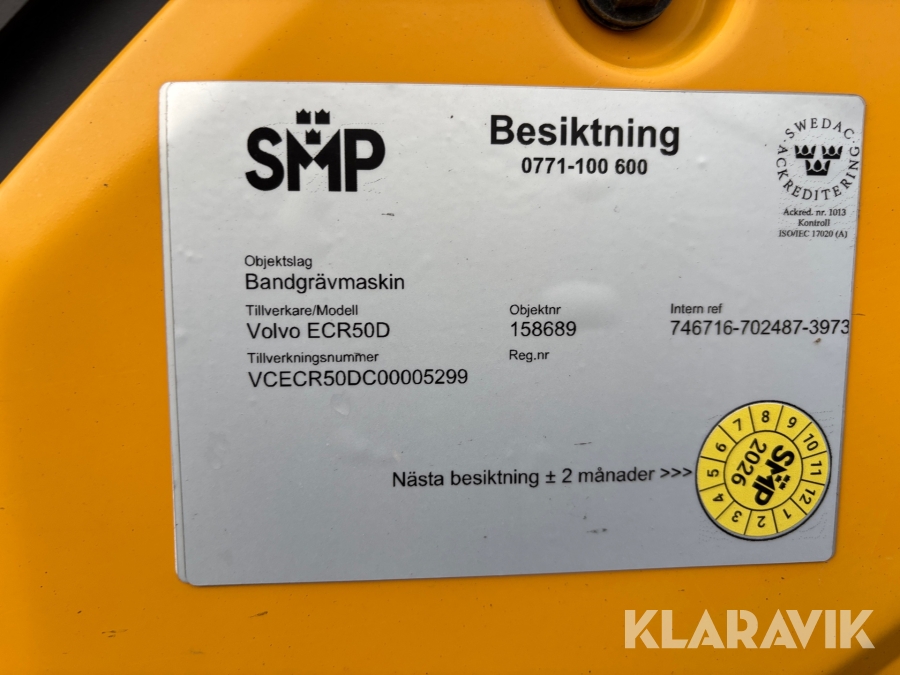 SMP
Besiktning
0771-100 600
SWEDAC
ACKREDITERING
Ackred. nr. 1013
Kontroll
ISO/IEC 17020 (A)
Objektslag
Bandgrävmaskin
Tillverkare/Modell
Volvo ECR50D
Objektnr
158689
Intern ref
746716-702487-3973
Tillverkningsnummer
VCECR50DC00005299
Reg.nr
Nästa besiktning ± 2 månader >>>
1 2 3 4 5 6 7 8 9 10 11 12
SMP
2026
KLARAVIK